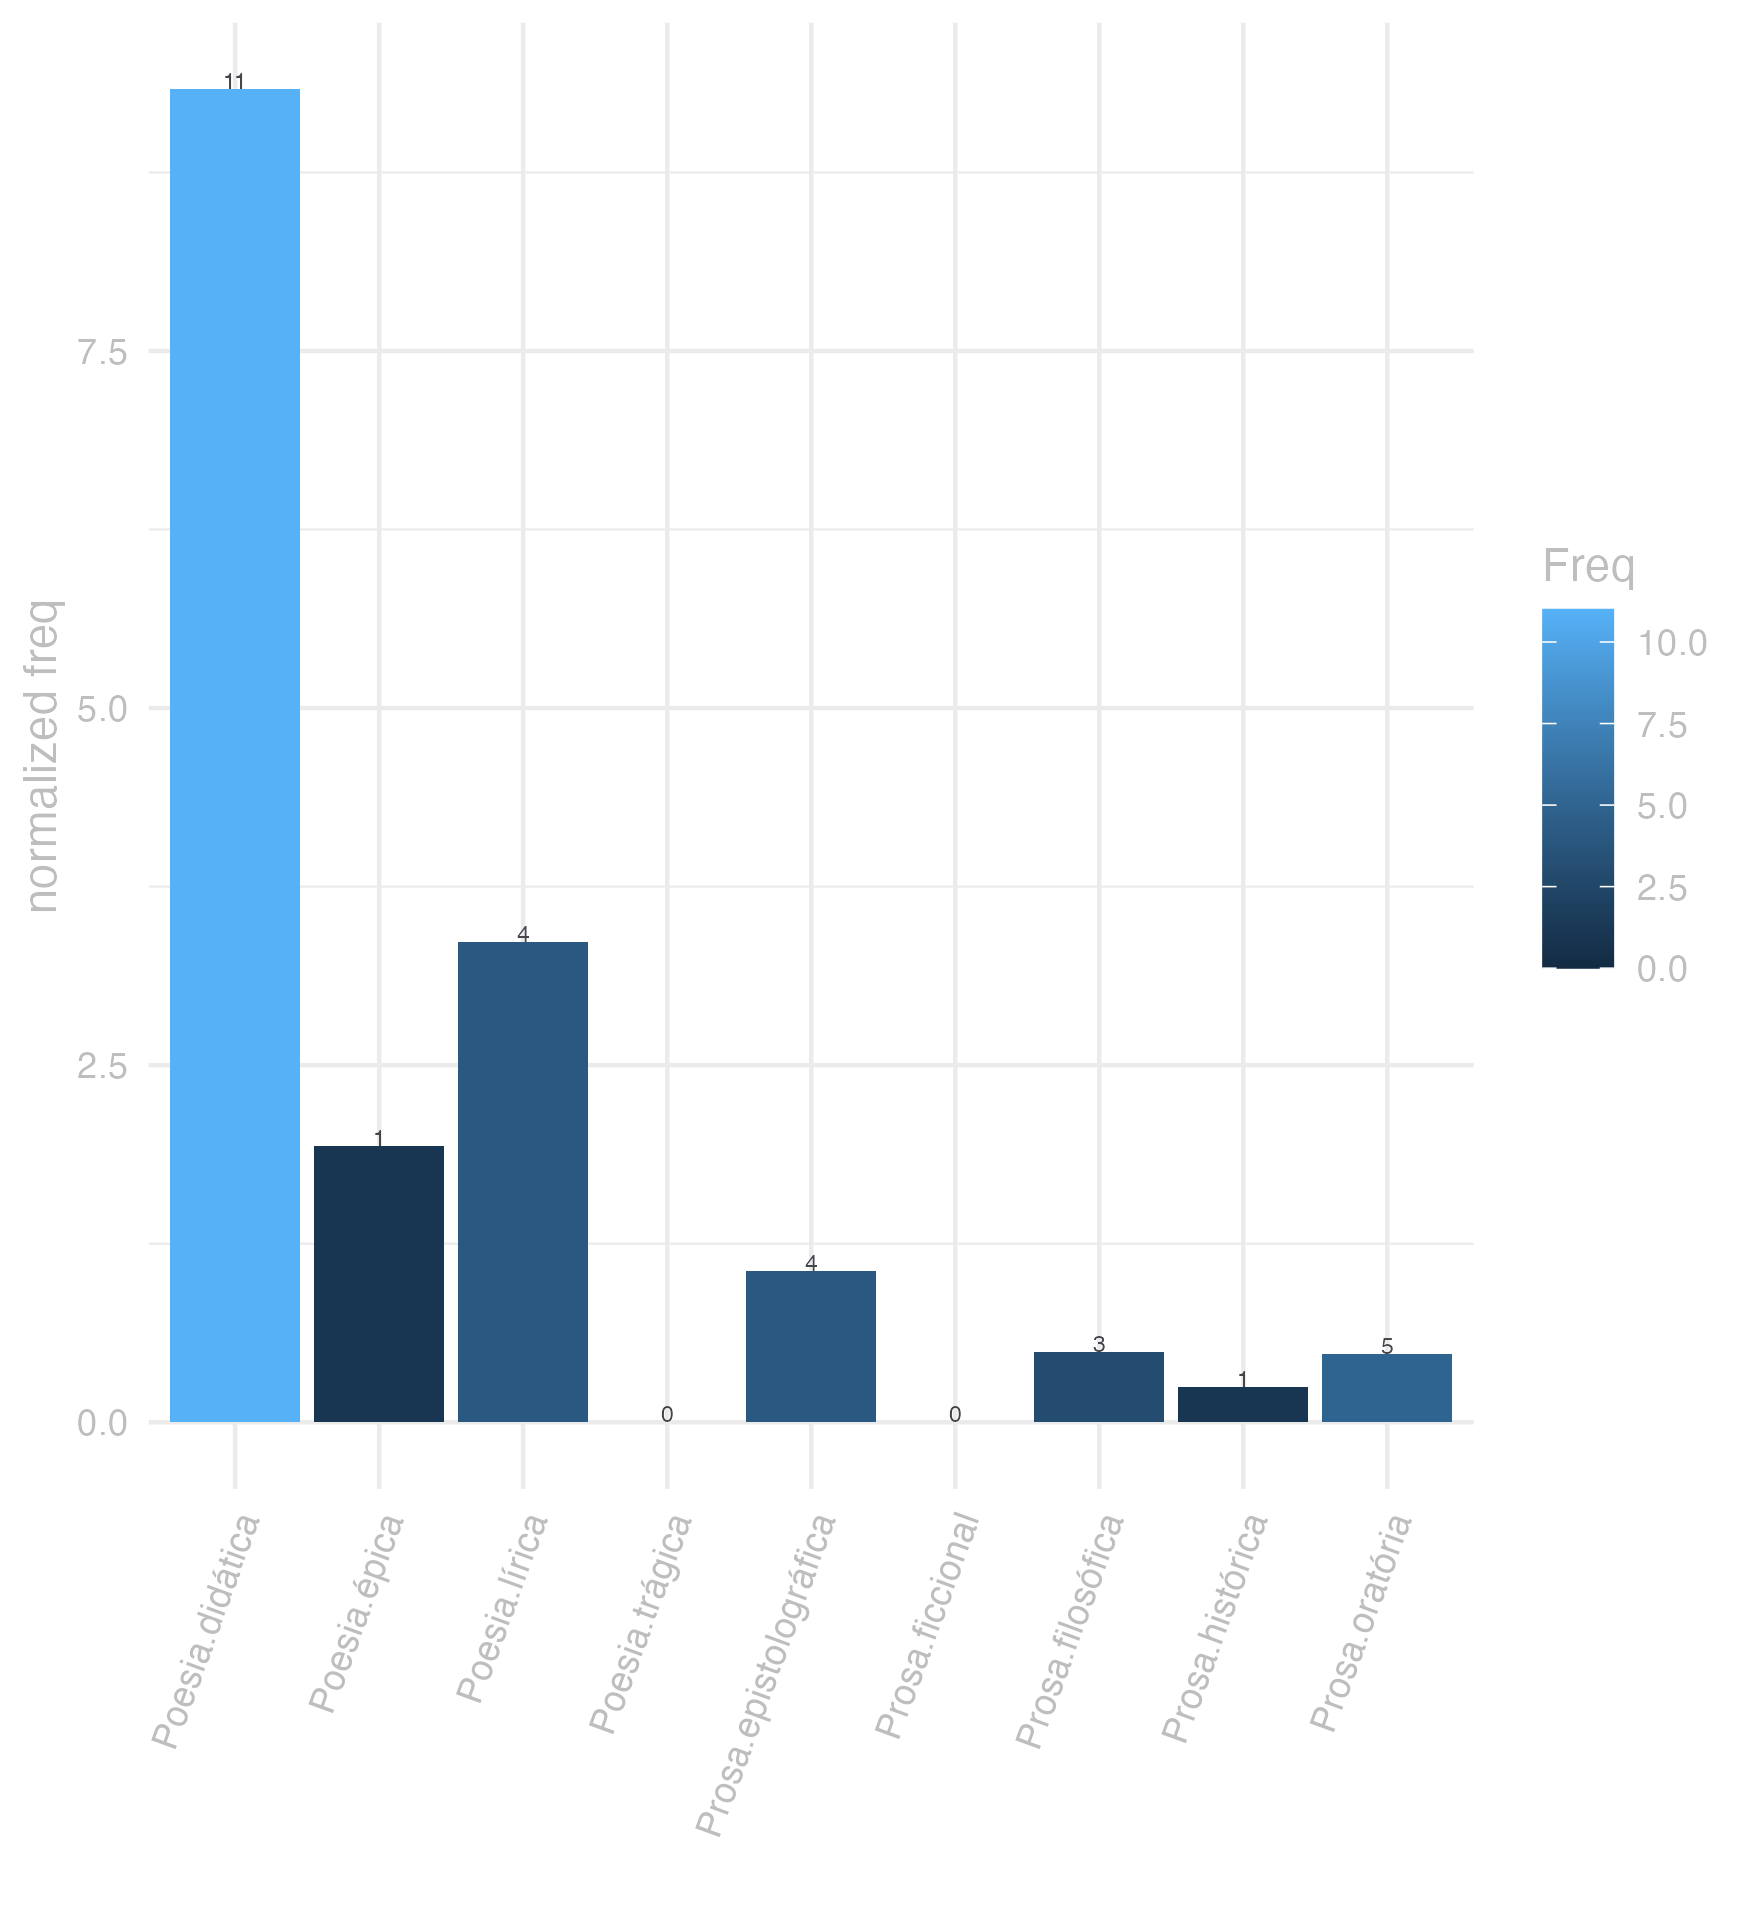 normalized freq
7.5
5.0
2.5
0.0
11
1
4
0
4
0
3
1
5
Poesia.didática
Poesia.épica
Poesia.lírica
Poesia.trágica
Prosa.epistolográfica
Prosa.ficcional
Prosa.filosófica
Prosa.histórica
Prosa.oratória
Freq
10.0
7.5
5.0
2.5
0.0